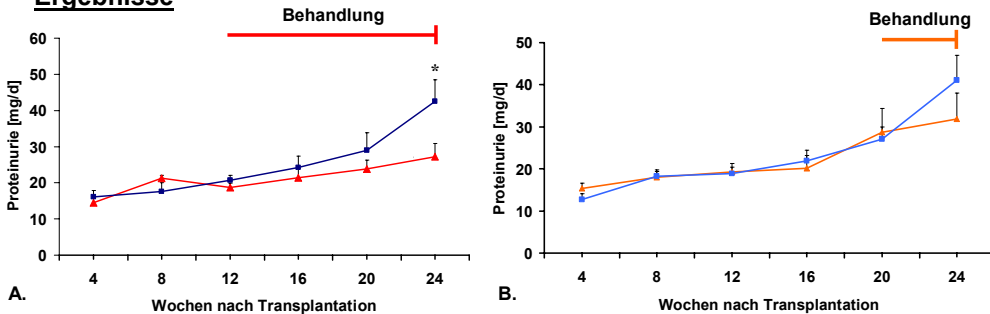 Ergebnisse
Behandlung
60
50
40
30
20
10
0
Proteinurie [mg/d]
*
4 8 12 16 20 24
Wochen nach Transplantation
A.
Behandlung
50
40
30
20
10
0
Proteinurie [mg/d]
4 8 12 16 20 24
Wochen nach Transplantation
B.